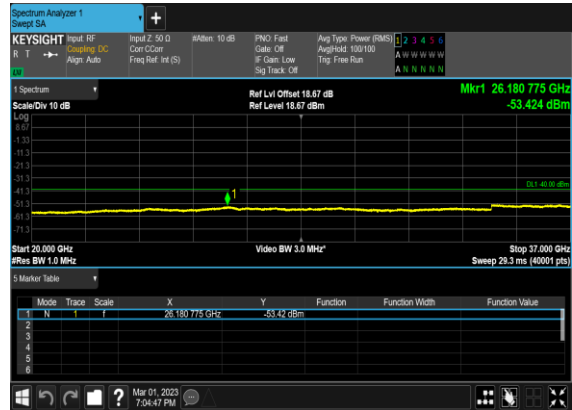 Spectrum Analyzer 1
Swept SA
+
KEYSIGHT
R T
Input: RF
Coupling: DC
Align: Auto
Input Z: 50 Ω
Corr CCorr
Freq Ref: Int (S)
#Atten: 10 dB
PNO: Fast
Gate: Off
IF Gain: Low
Sig Track: Off
Avg Type: Power (RMS)
Avg|Hold: 100/100
Trig: Free Run
1 2 3 4 5 6
A W W W W W
A N N N N N
1 Spectrum
Scale/Div 10 dB
Log
Ref Lvl Offset 18.67 dB
Ref Level 18.67 dBm
Mkr1 26.180 775 GHz
-53.424 dBm
8.67
-1.33
-11.3
-21.3
-31.3
-41.3
-51.3
-61.3
-71.3
DL1 -40.00 dBm
1
Start 20.000 GHz
#Res BW 1.0 MHz
Video BW 3.0 MHz*
Stop 37.000 GHz
Sweep 29.3 ms (40001 pts)
5 Marker Table
Mode Trace Scale X Y Function Function Width Function Value
1 N 1 f 26.180 775 GHz -53.42 dBm
2
3
4
5
6
?
Mar 01, 2023
7:04:47 PM